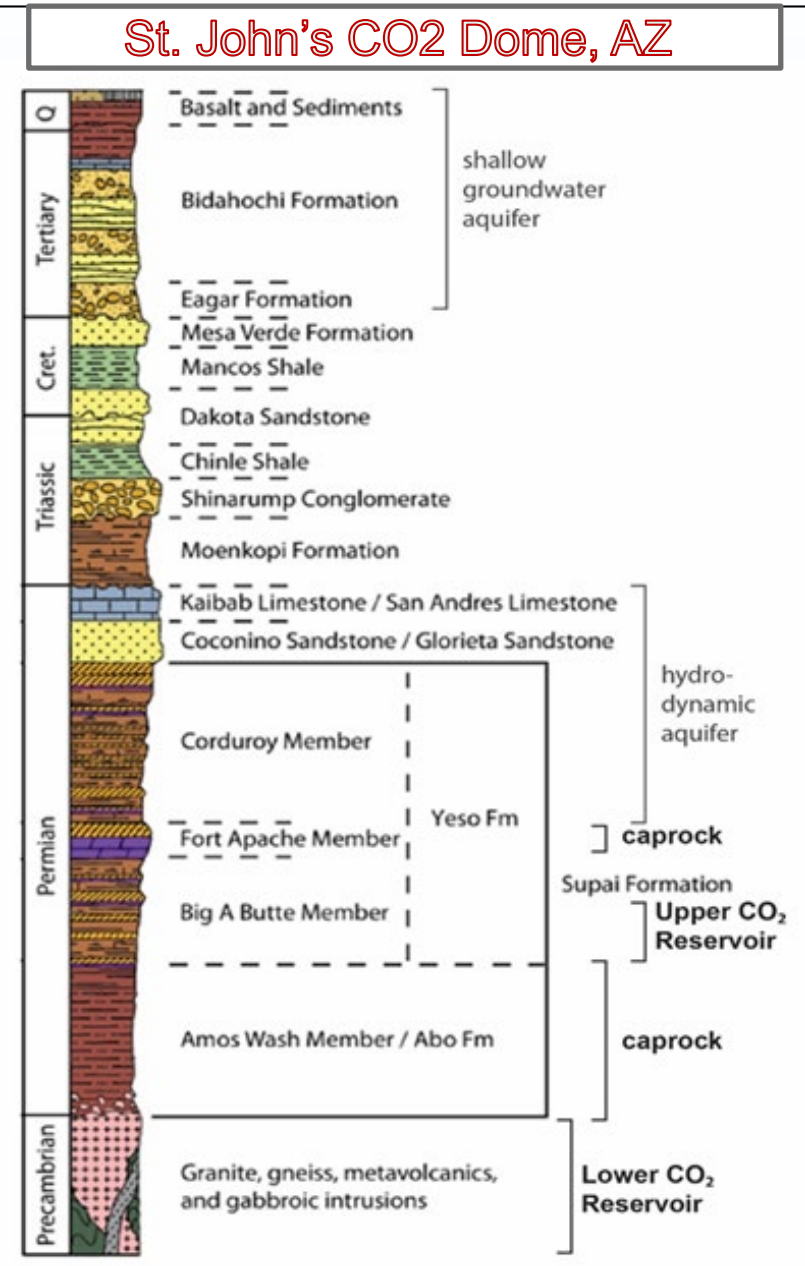 St. John's CO2 Dome, AZ
Q
Tertiary
Cret.
Triassic
Permian
Precambrian
Basalt and Sediments
Bidahochi Formation
Eagar Formation
Mesa Verde Formation
Mancos Shale
Dakota Sandstone
Chinle Shale
Shinarump Conglomerate
Moenkopi Formation
Kaibab Limestone / San Andres Limestone
Coconino Sandstone / Glorieta Sandstone
Corduroy Member
Fort Apache Member
Big A Butte Member
Yeso Fm
Amos Wash Member / Abo Fm
Granite, gneiss, metavolcanics,
and gabbroic intrusions
shallow
groundwater
aquifer
hydro-
dynamic
aquifer
caprock
Supai Formation
Upper CO₂
Reservoir
caprock
Lower CO₂
Reservoir